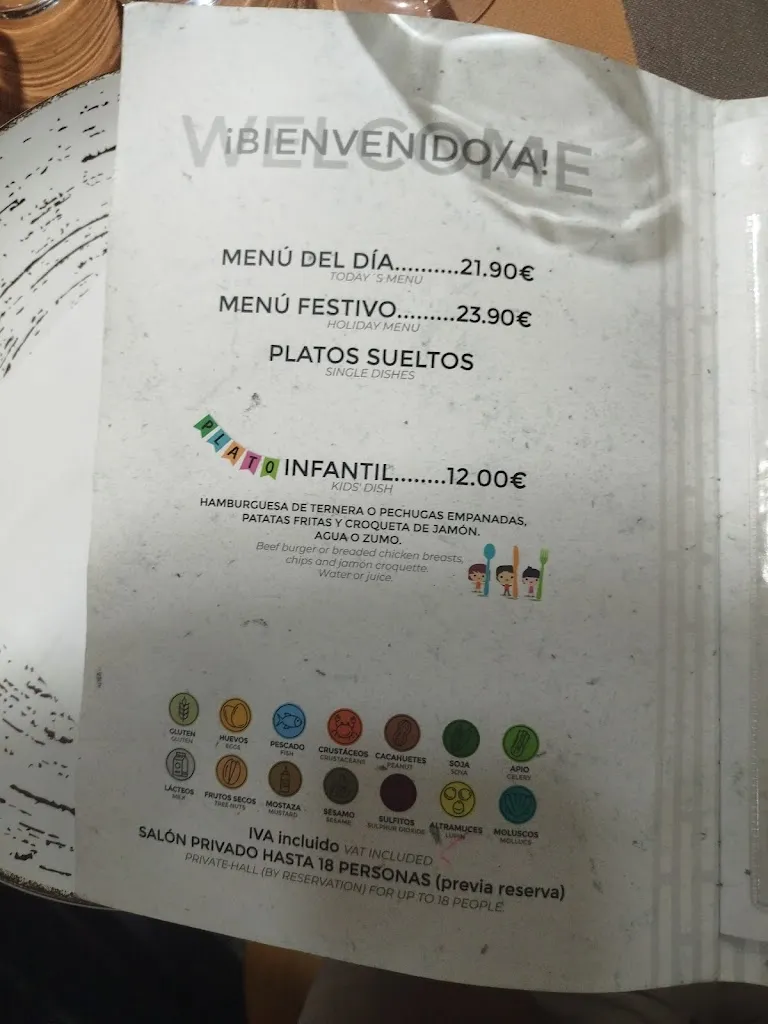 WELCOME
¡BIENVENIDO/A!
MENÚ DEL DÍA..........21.90€
TODAY´S MENU
MENÚ FESTIVO.........23.90€
HOLIDAY MENU
PLATOS SUELTOS
SINGLE DISHES
PLATO INFANTIL........12.00€
KIDS' DISH
HAMBURGUESA DE TERNERA O PECHUGAS EMPANADAS,
PATATAS FRITAS Y CROQUETA DE JAMÓN.
AGUA O ZUMO.
Beef burger or breaded chicken breasts,
chips and jamón croquette.
Water or juice.
GLUTEN HUEVOS PESCADO CRUSTÁCEOS CACAHUETES SOJA APIO
GLUTEN EGGS FISH CRUSTACEANS PEANUT SOYA CELERY
LÁCTEOS FRUTOS SECOS MOSTAZA SÉSAMO SULFITOS ALTRAMUCES MOLUSCOS
MILK TREE NUTS MUSTARD SESAME SULPHUR DIOXIDE LUPIN MOLLUCS
IVA incluido VAT INCLUDED
SALÓN PRIVADO HASTA 18 PERSONAS (previa reserva)
PRIVATE-HALL (BY RESERVATION) FOR UP TO 18 PEOPLE.